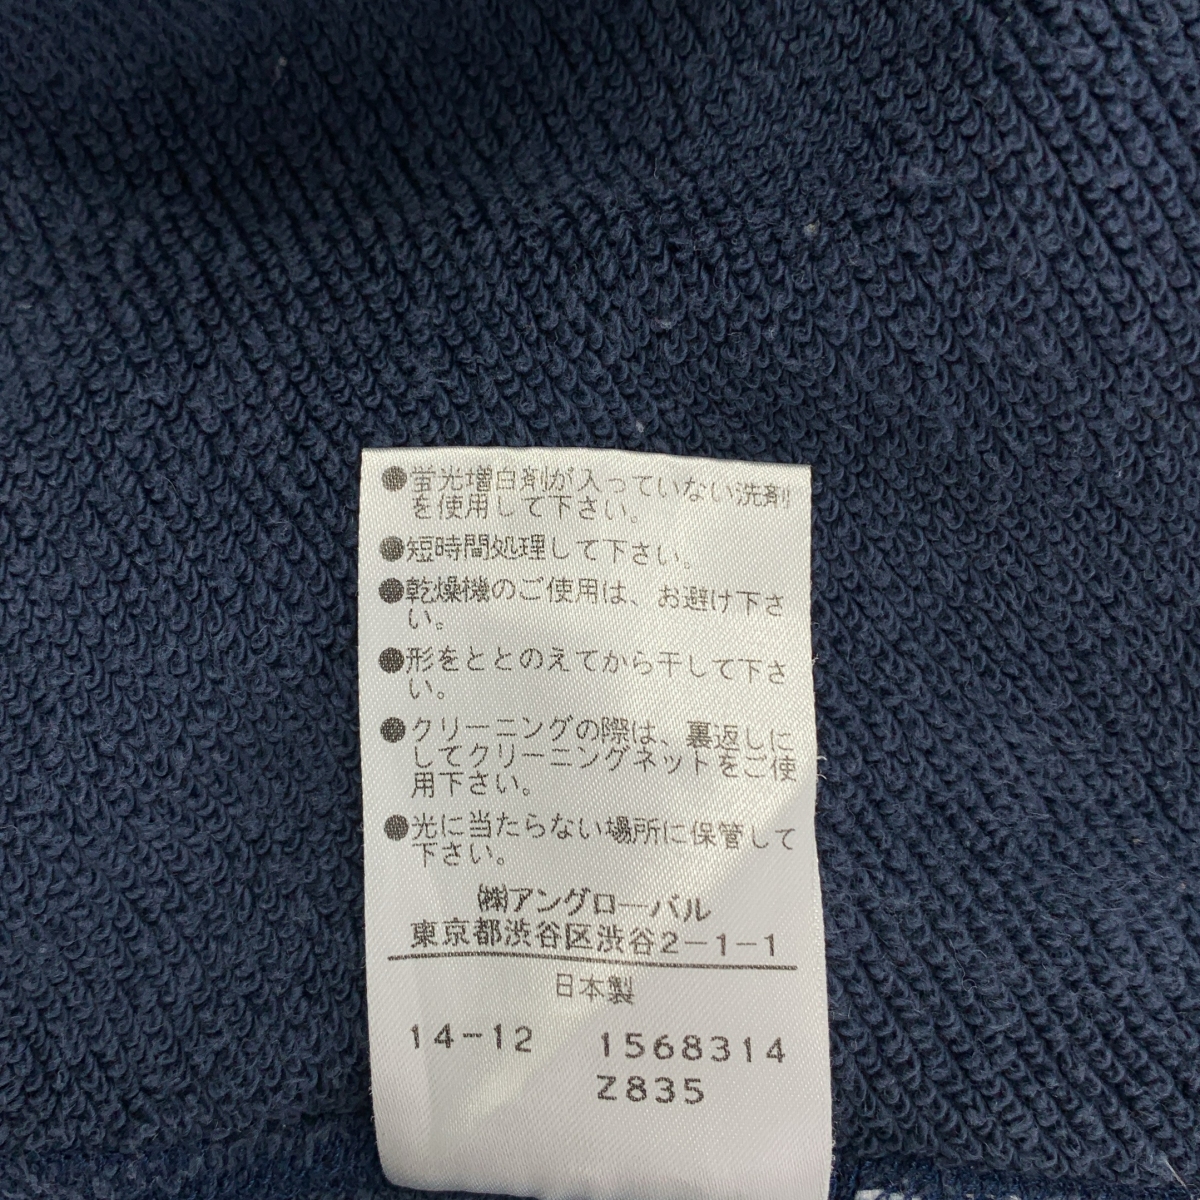 ●蛍光増白剤が入っていない洗剤
を使用して下さい。
●短時間処理して下さい。
●乾燥機のご使用は、お避け下さ
い。
●形をととのえてから干して下さ
い。
●クリーニングの際は、裏返しに
してクリーニングネットをご使
用下さい。
●光に当たらない場所に保管して
下さい。
㈱アングローバル
東京都渋谷区渋谷2-1-1
日本製
14-12 1568314
Z835